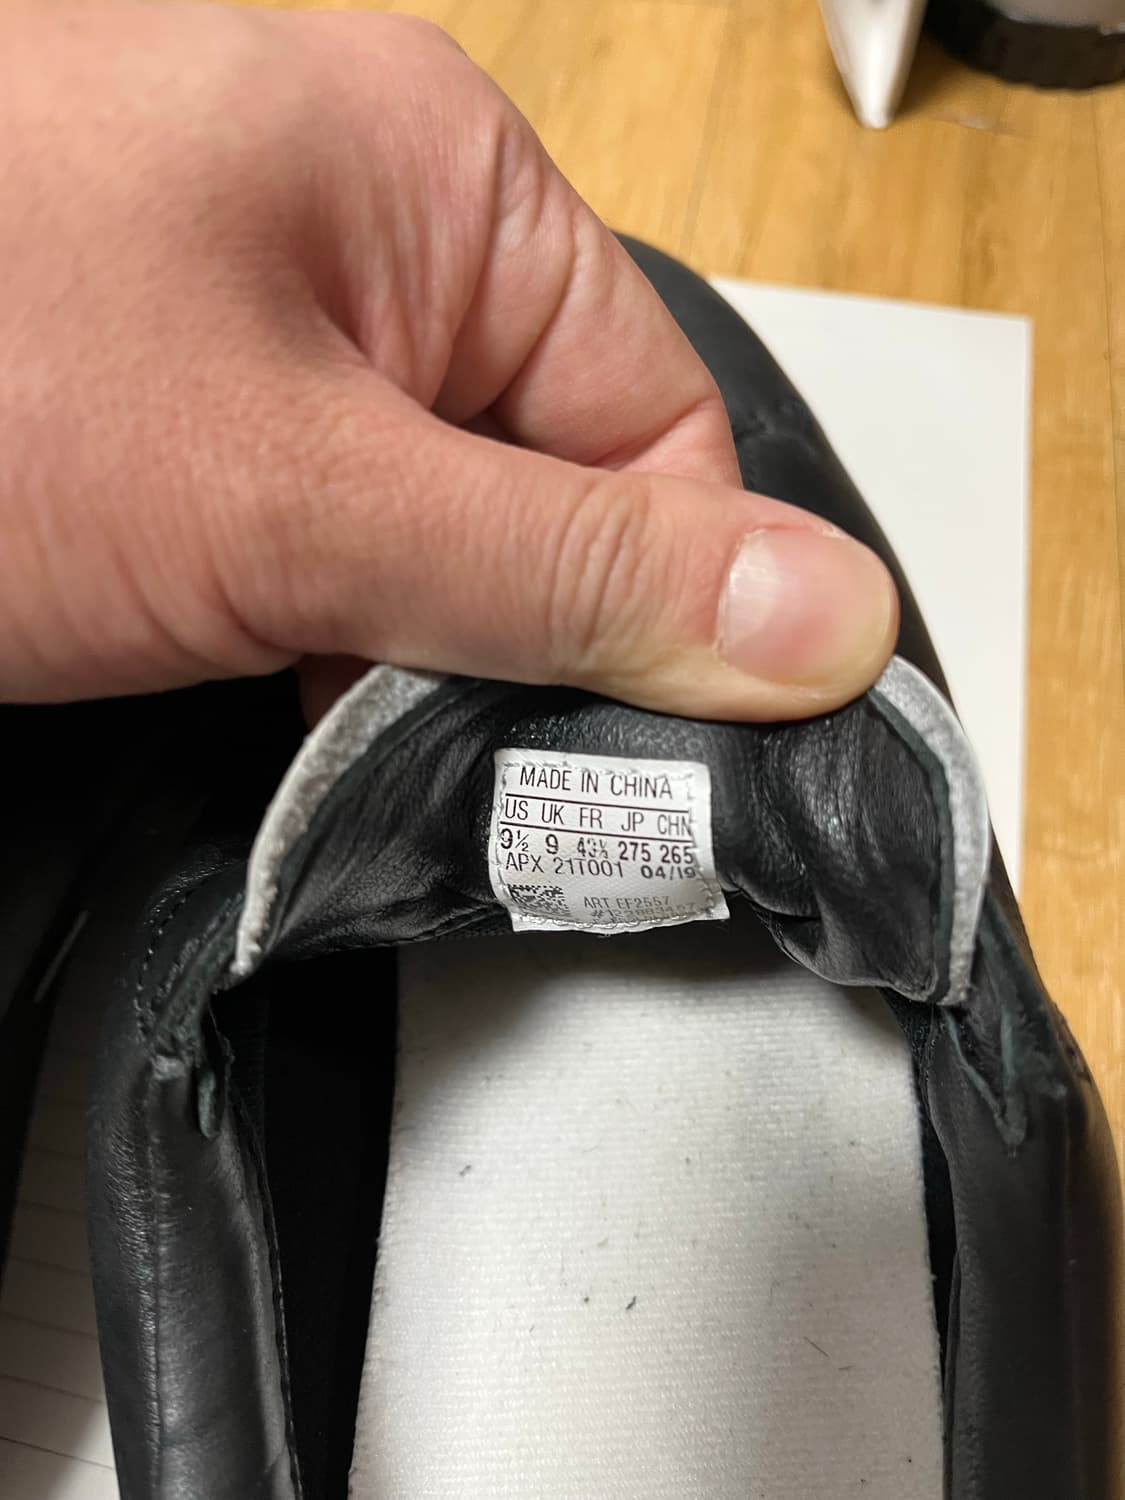 MADE IN CHINA
US UK FR JP CHN
9½ 9 43⅓ 275 265
APX 21T001 04/19
ART EF2557